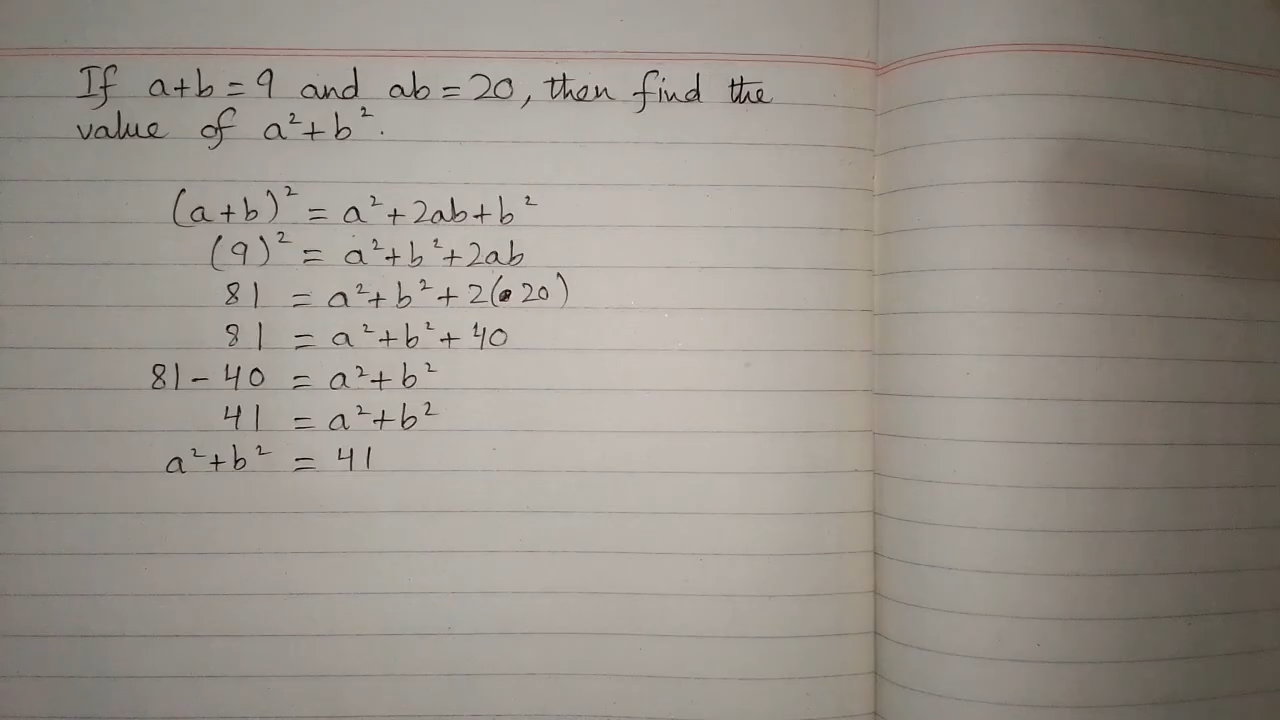 If a+b = 9 and ab = 20, then find the
value of a²+b².
(a+b)² = a²+2ab+b²
(9)² = a²+b²+2ab
81 = a²+b²+2(20)
81 = a²+b²+40
81-40 = a²+b²
41 = a²+b²
a²+b² = 41